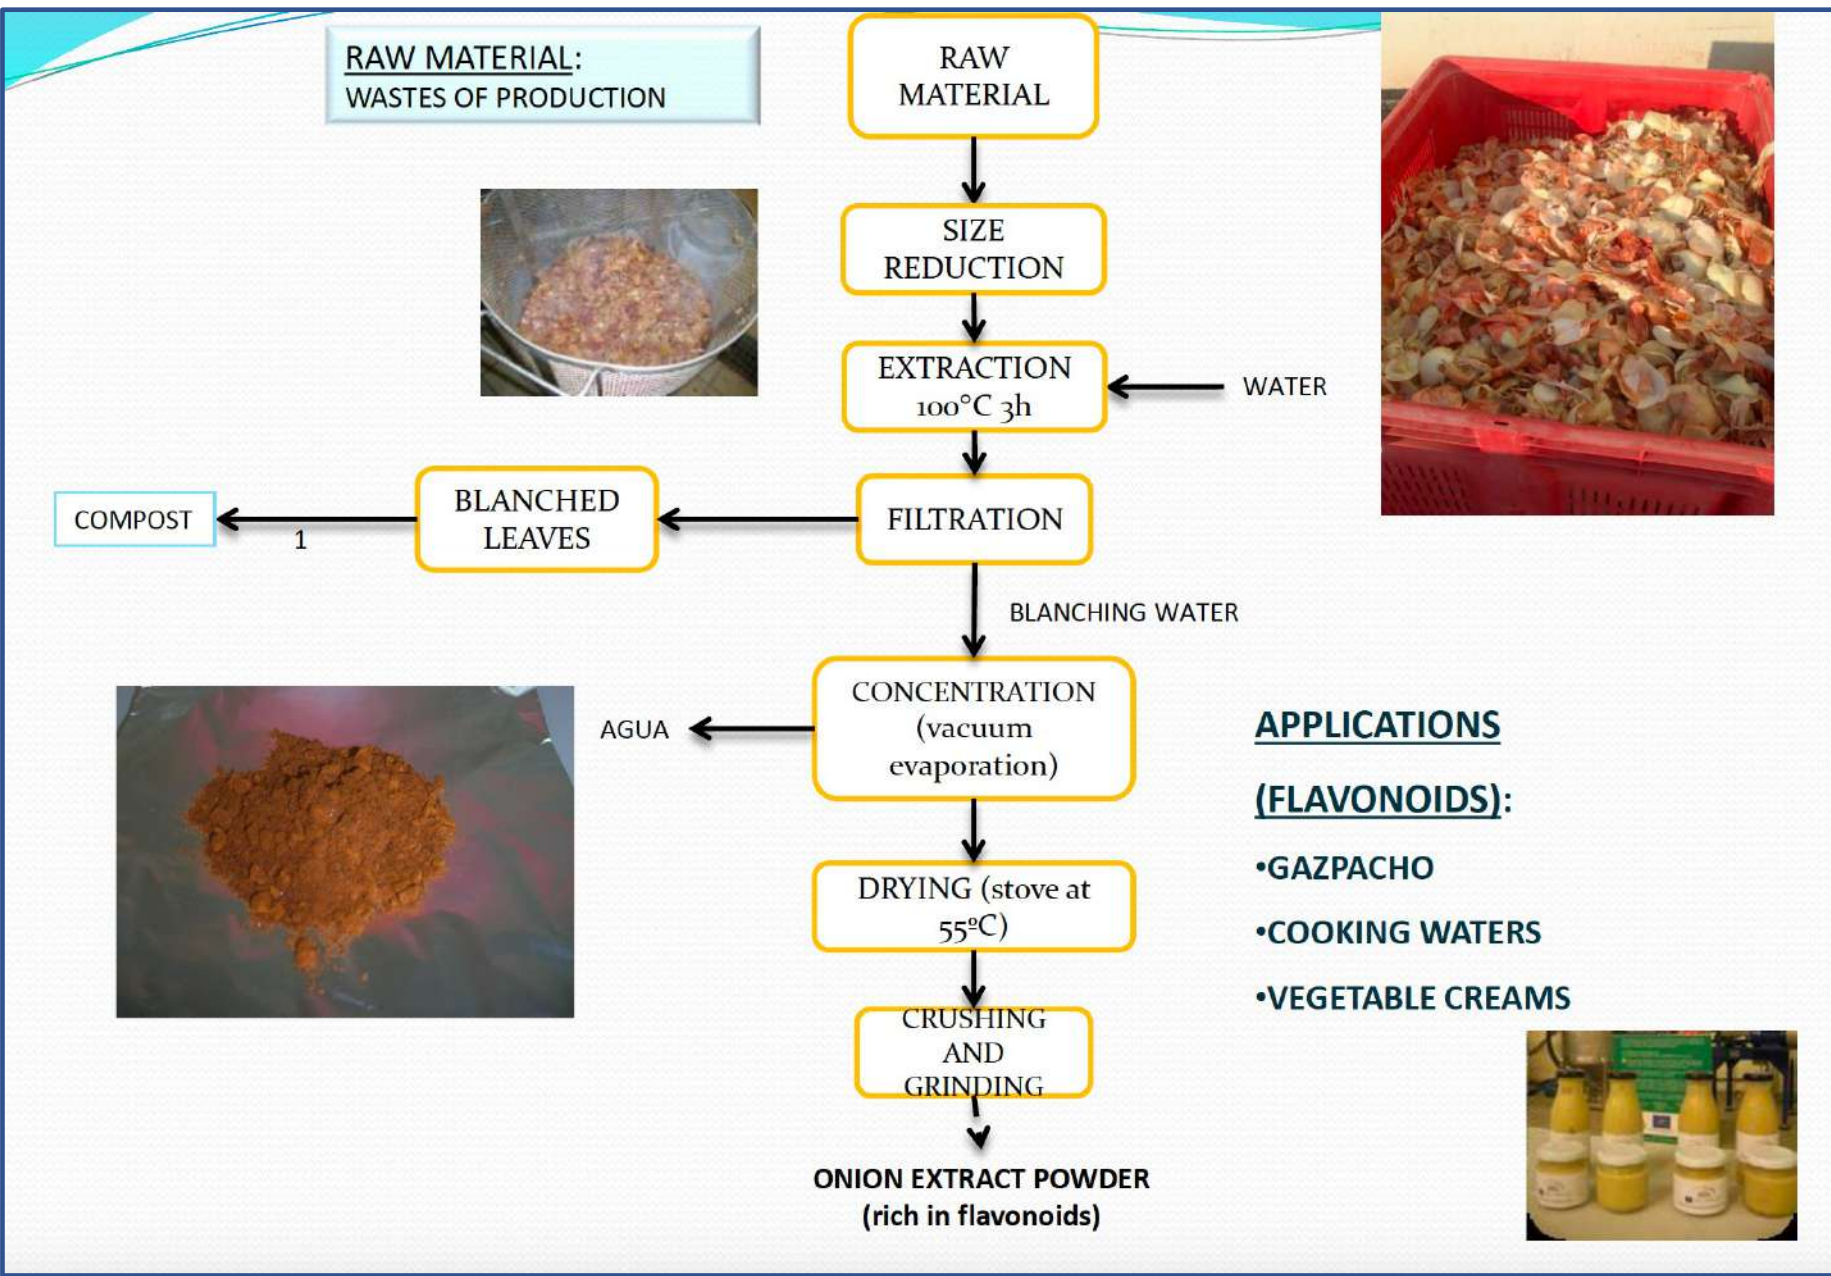 RAW MATERIAL:
WASTES OF PRODUCTION
RAW
MATERIAL
SIZE
REDUCTION
EXTRACTION
100°C 3h
WATER
FILTRATION
BLANCHED
LEAVES
1
COMPOST
BLANCHING WATER
CONCENTRATION
(vacuum
evaporation)
AGUA
DRYING (stove at
55ºC)
CRUSHING
AND
GRINDING
ONION EXTRACT POWDER
(rich in flavonoids)
APPLICATIONS
(FLAVONOIDS):
•GAZPACHO
•COOKING WATERS
•VEGETABLE CREAMS